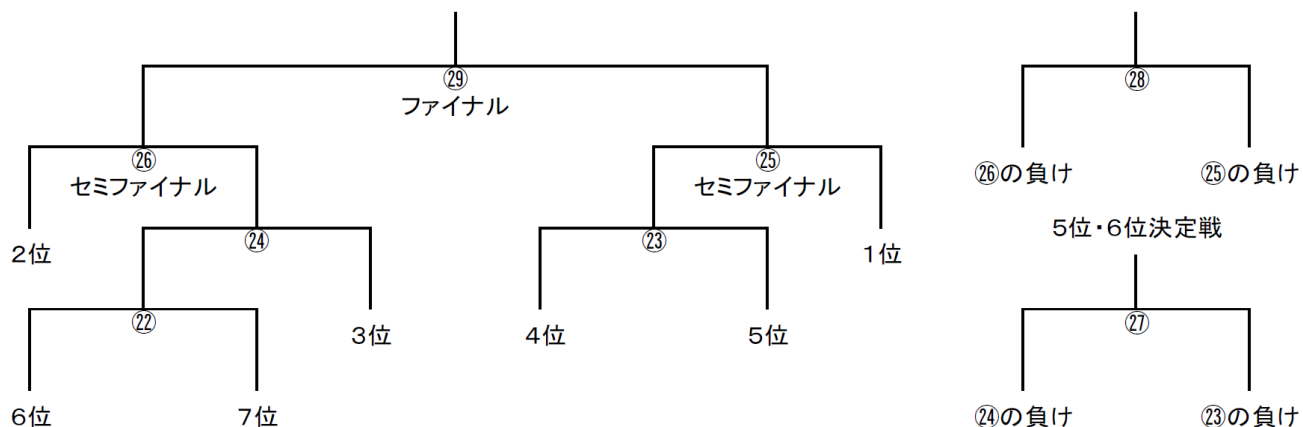 ㉙
ファイナル
㉖
セミファイナル
㉕
セミファイナル
2位
㉔
㉓
1位
㉒
3位
4位
5位
6位
7位
㉘
㉖の負け
㉕の負け
5位・6位決定戦
㉗
㉔の負け
㉓の負け